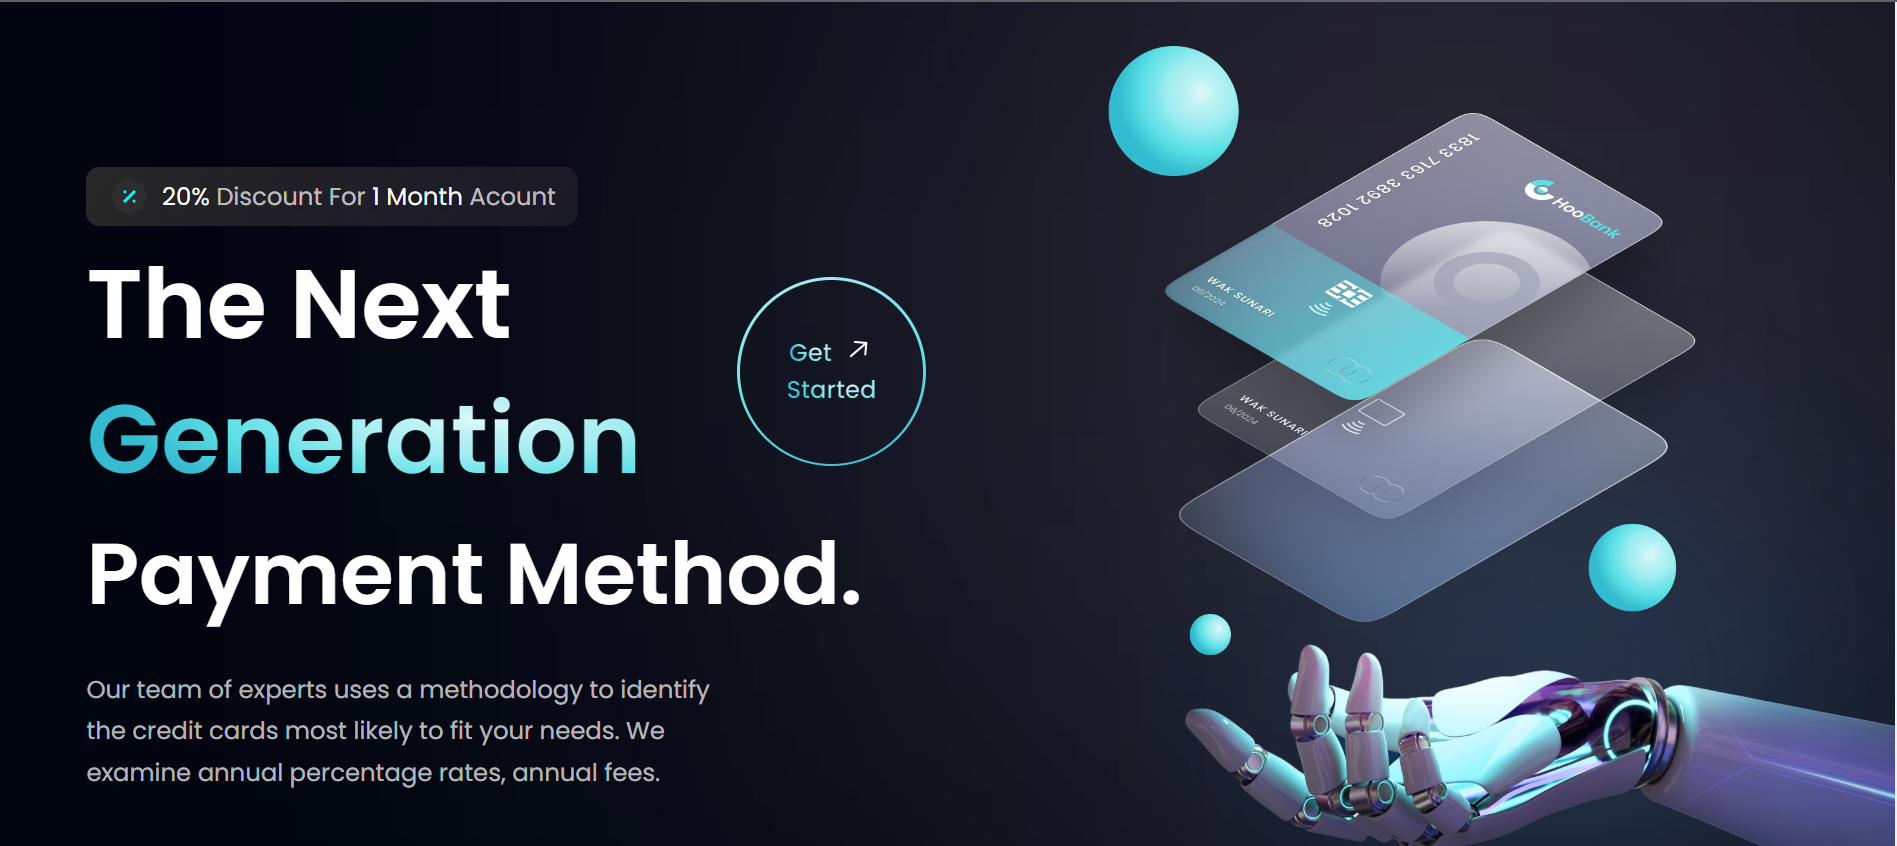 20% Discount For 1 Month Acount
The Next
Generation
Payment Method.
Get
Started
Our team of experts uses a methodology to identify
the credit cards most likely to fit your needs. We
examine annual percentage rates, annual fees.
1833 7163 3892 1028
HooBank
WAK SUNARI
08/2024
WAK SUNARI
08/2024